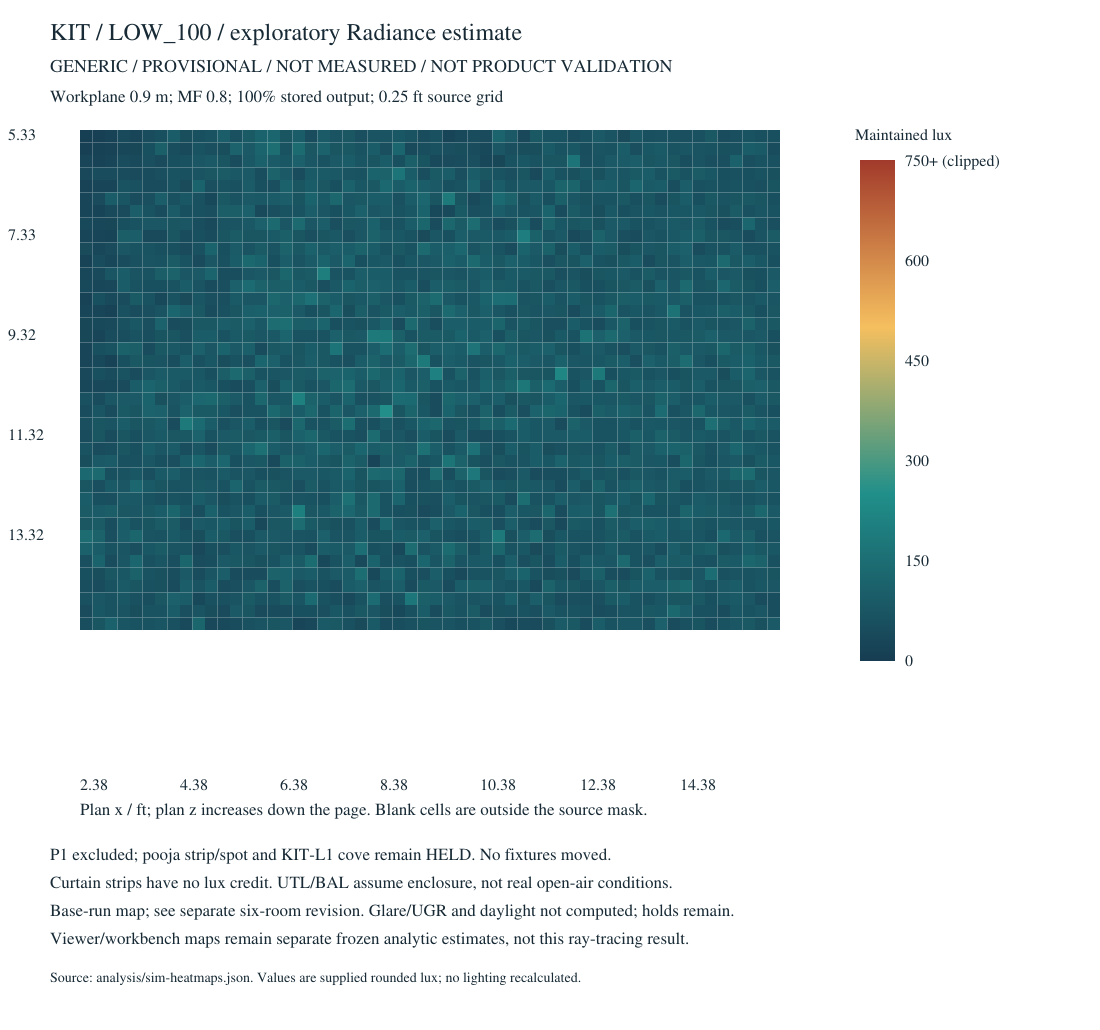 KIT / LOW_100 / exploratory Radiance estimate
GENERIC / PROVISIONAL / NOT MEASURED / NOT PRODUCT VALIDATION
Workplane 0.9 m; MF 0.8; 100% stored output; 0.25 ft source grid
5.33
7.33
9.32
11.32
13.32
Maintained lux
750+ (clipped)
600
450
300
150
0
2.38 4.38 6.38 8.38 10.38 12.38 14.38
Plan x / ft; plan z increases down the page. Blank cells are outside the source mask.
P1 excluded; pooja strip/spot and KIT-L1 cove remain HELD. No fixtures moved.
Curtain strips have no lux credit. UTL/BAL assume enclosure, not real open-air conditions.
Base-run map; see separate six-room revision. Glare/UGR and daylight not computed; holds remain.
Viewer/workbench maps remain separate frozen analytic estimates, not this ray-tracing result.
Source: analysis/sim-heatmaps.json. Values are supplied rounded lux; no lighting recalculated.